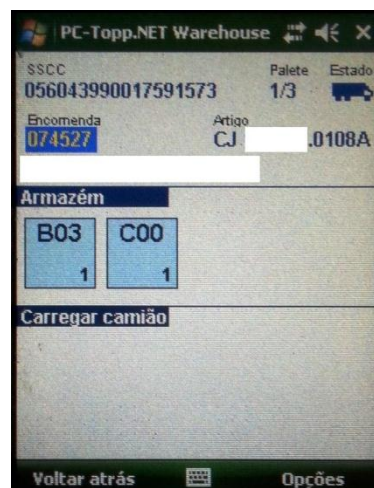 PC-Topp.NET Warehouse
SSCC Palete Estado
056043990017591573 1/3
Encomenda Artigo
074527 CJ .0108A
Armazém
B03 C00
1 1
Carregar camião
Voltar atrás Opções